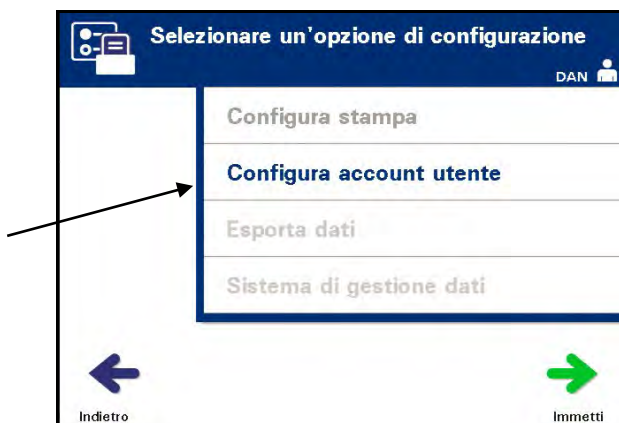 Selezionare un'opzione di configurazione
DAN
Configura stampa
Configura account utente
Esporta dati
Sistema di gestione dati
Indietro
Immetti